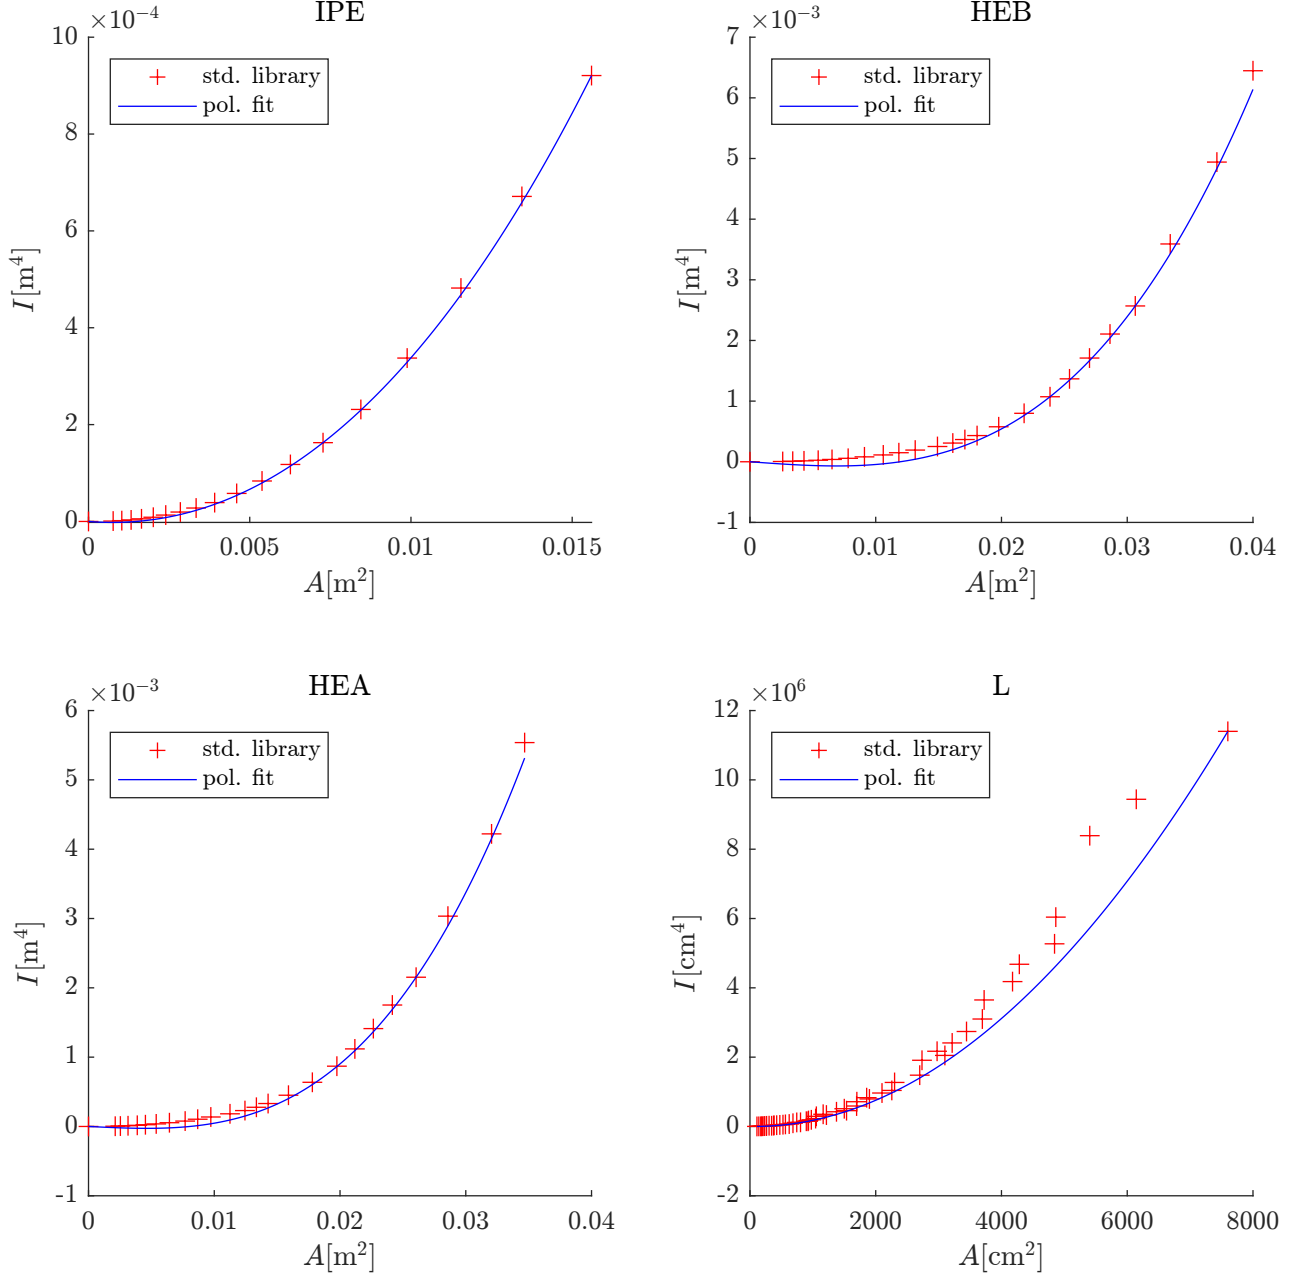 IPE
×10⁻⁴
10
8
6
4
2
0
0 0.005 0.01 0.015
I[m⁴]
A[m²]
std. library
pol. fit
HEB
×10⁻³
7
6
5
4
3
2
1
0
-1
0 0.01 0.02 0.03 0.04
I[m⁴]
A[m²]
std. library
pol. fit
HEA
×10⁻³
6
5
4
3
2
1
0
-1
0 0.01 0.02 0.03 0.04
I[m⁴]
A[m²]
std. library
pol. fit
L
×10⁶
12
10
8
6
4
2
0
-2
0 2000 4000 6000 8000
I[cm⁴]
A[cm²]
std. library
pol. fit